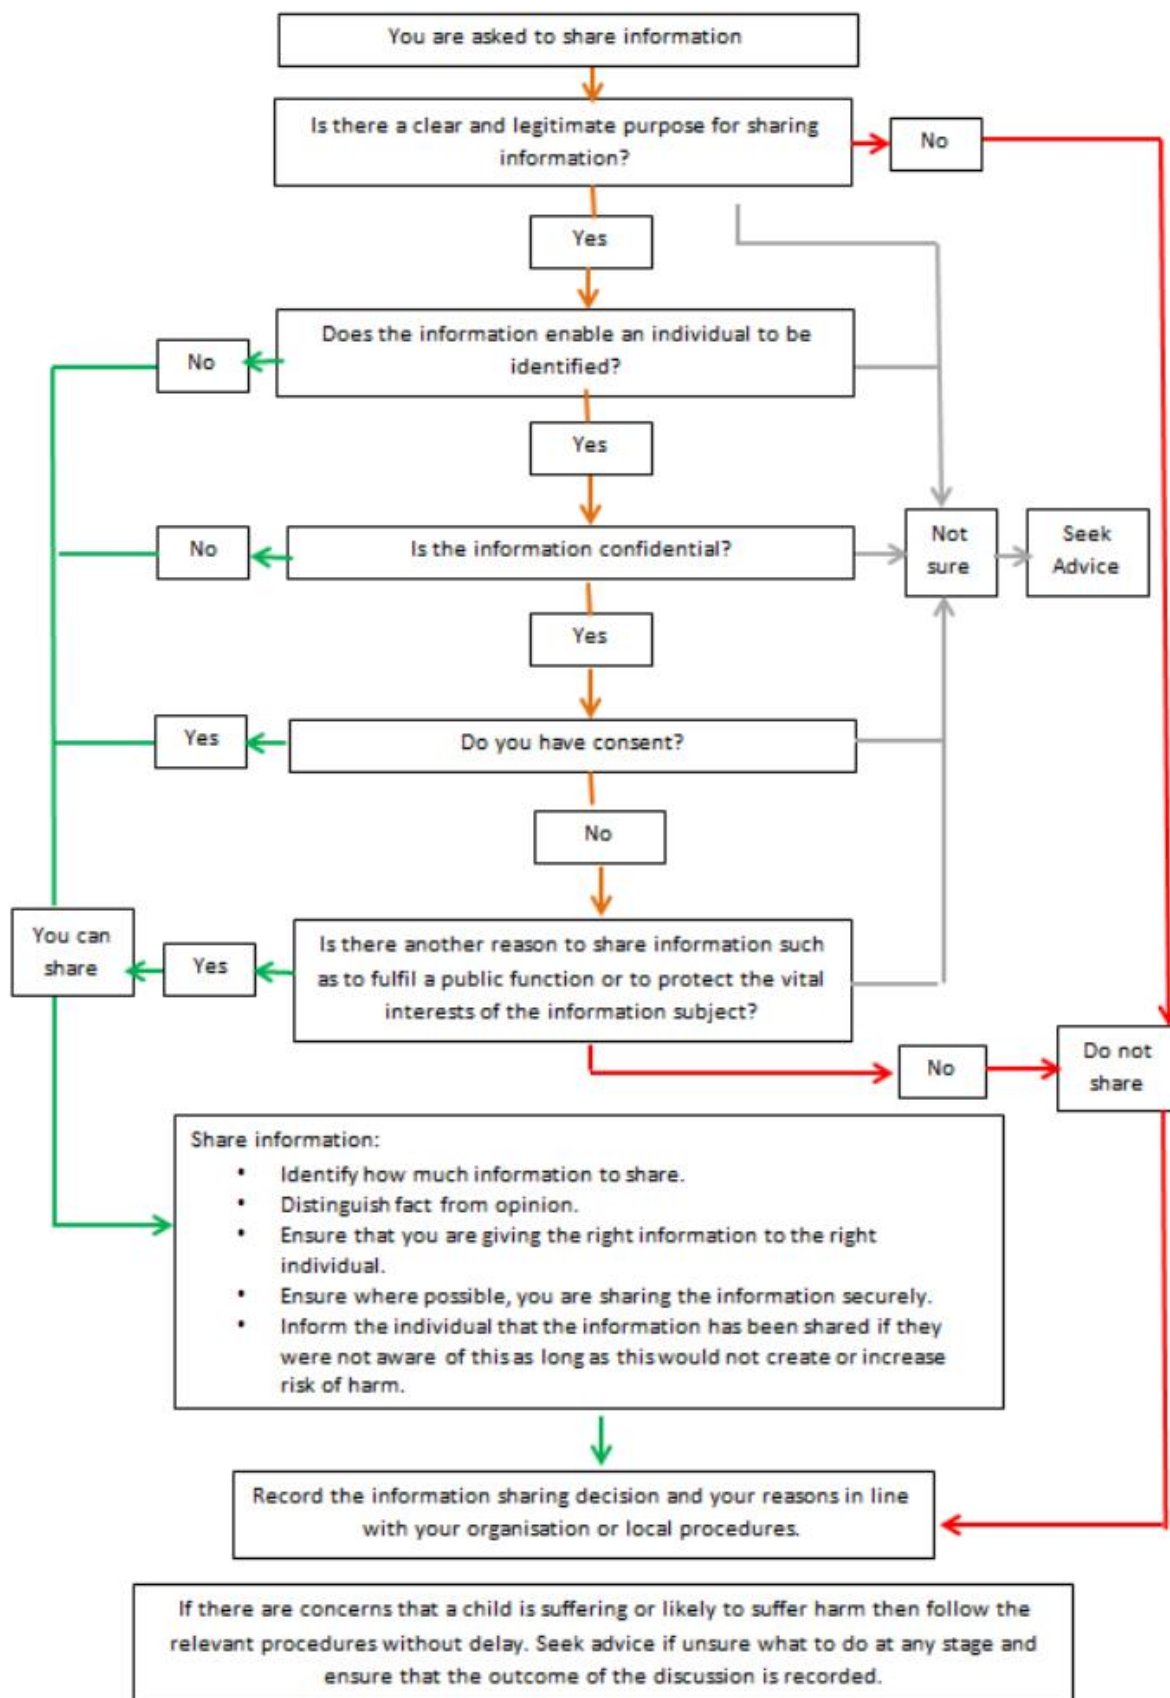 You are asked to share information
Is there a clear and legitimate purpose for sharing
information?
No
Yes
Does the information enable an individual to be
identified?
No
Yes
Is the information confidential?
No
Not
sure
Seek
Advice
Yes
Do you have consent?
Yes
No
Is there another reason to share information such
as to fulfil a public function or to protect the vital
interests of the information subject?
Yes
You can
share
No
Do not
share
Share information:
• Identify how much information to share.
• Distinguish fact from opinion.
• Ensure that you are giving the right information to the right
individual.
• Ensure where possible, you are sharing the information securely.
• Inform the individual that the information has been shared if they
were not aware of this as long as this would not create or increase
risk of harm.
Record the information sharing decision and your reasons in line
with your organisation or local procedures.
If there are concerns that a child is suffering or likely to suffer harm then follow the
relevant procedures without delay. Seek advice if unsure what to do at any stage and
ensure that the outcome of the discussion is recorded.